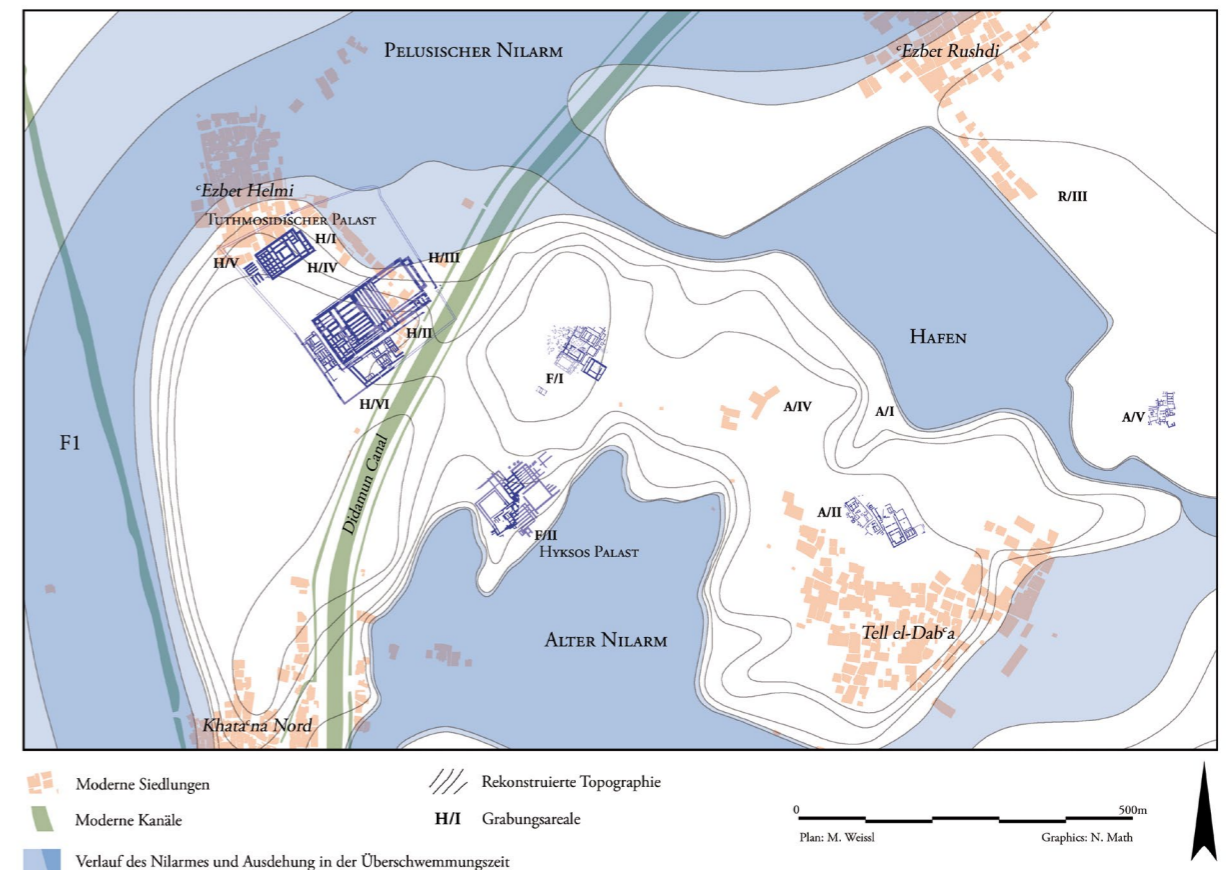 PELUSISCHER NILARM
ʿEzbet Rushdi
ʿEzbet Helmi
TUTHMOSIDISCHER PALAST
R/III
H/I
H/V
H/IV
H/III
H/II
HAFEN
F/I
H/VI
A/IV
A/I
A/V
F1
Didamun Canal
A/II
F/II
HYKSOS PALAST
ALTER NILARM
Tell el-Dabʿa
Khataʿna Nord
Moderne Siedlungen
Rekonstruierte Topographie
Moderne Kanäle
H/I Grabungsareale
0 500m
Plan: M. Weissl Graphics: N. Math
Verlauf des Nilarmes und Ausdehung in der Überschwemmungszeit